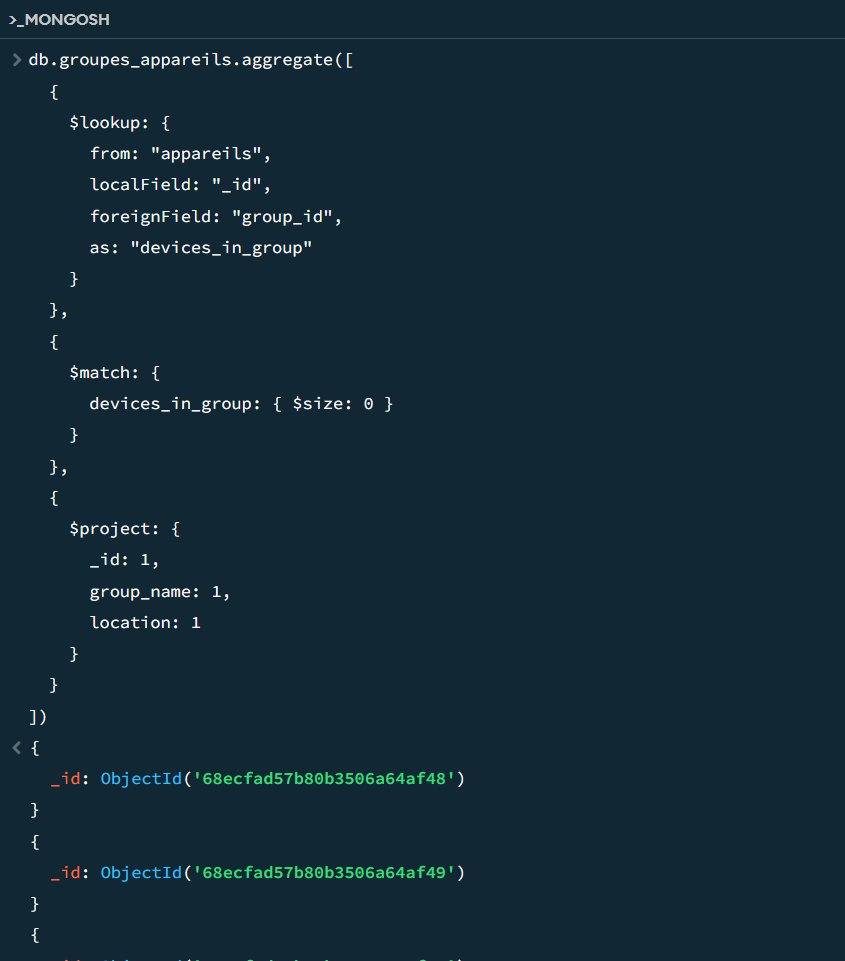 >_MONGOSH
> db.groupes_appareils.aggregate([
{
$lookup: {
from: "appareils",
localField: "_id",
foreignField: "group_id",
as: "devices_in_group"
}
},
{
$match: {
devices_in_group: { $size: 0 }
}
},
{
$project: {
_id: 1,
group_name: 1,
location: 1
}
}
])
< {
_id: ObjectId('68ecfad57b80b3506a64af48')
}
{
_id: ObjectId('68ecfad57b80b3506a64af49')
}
{